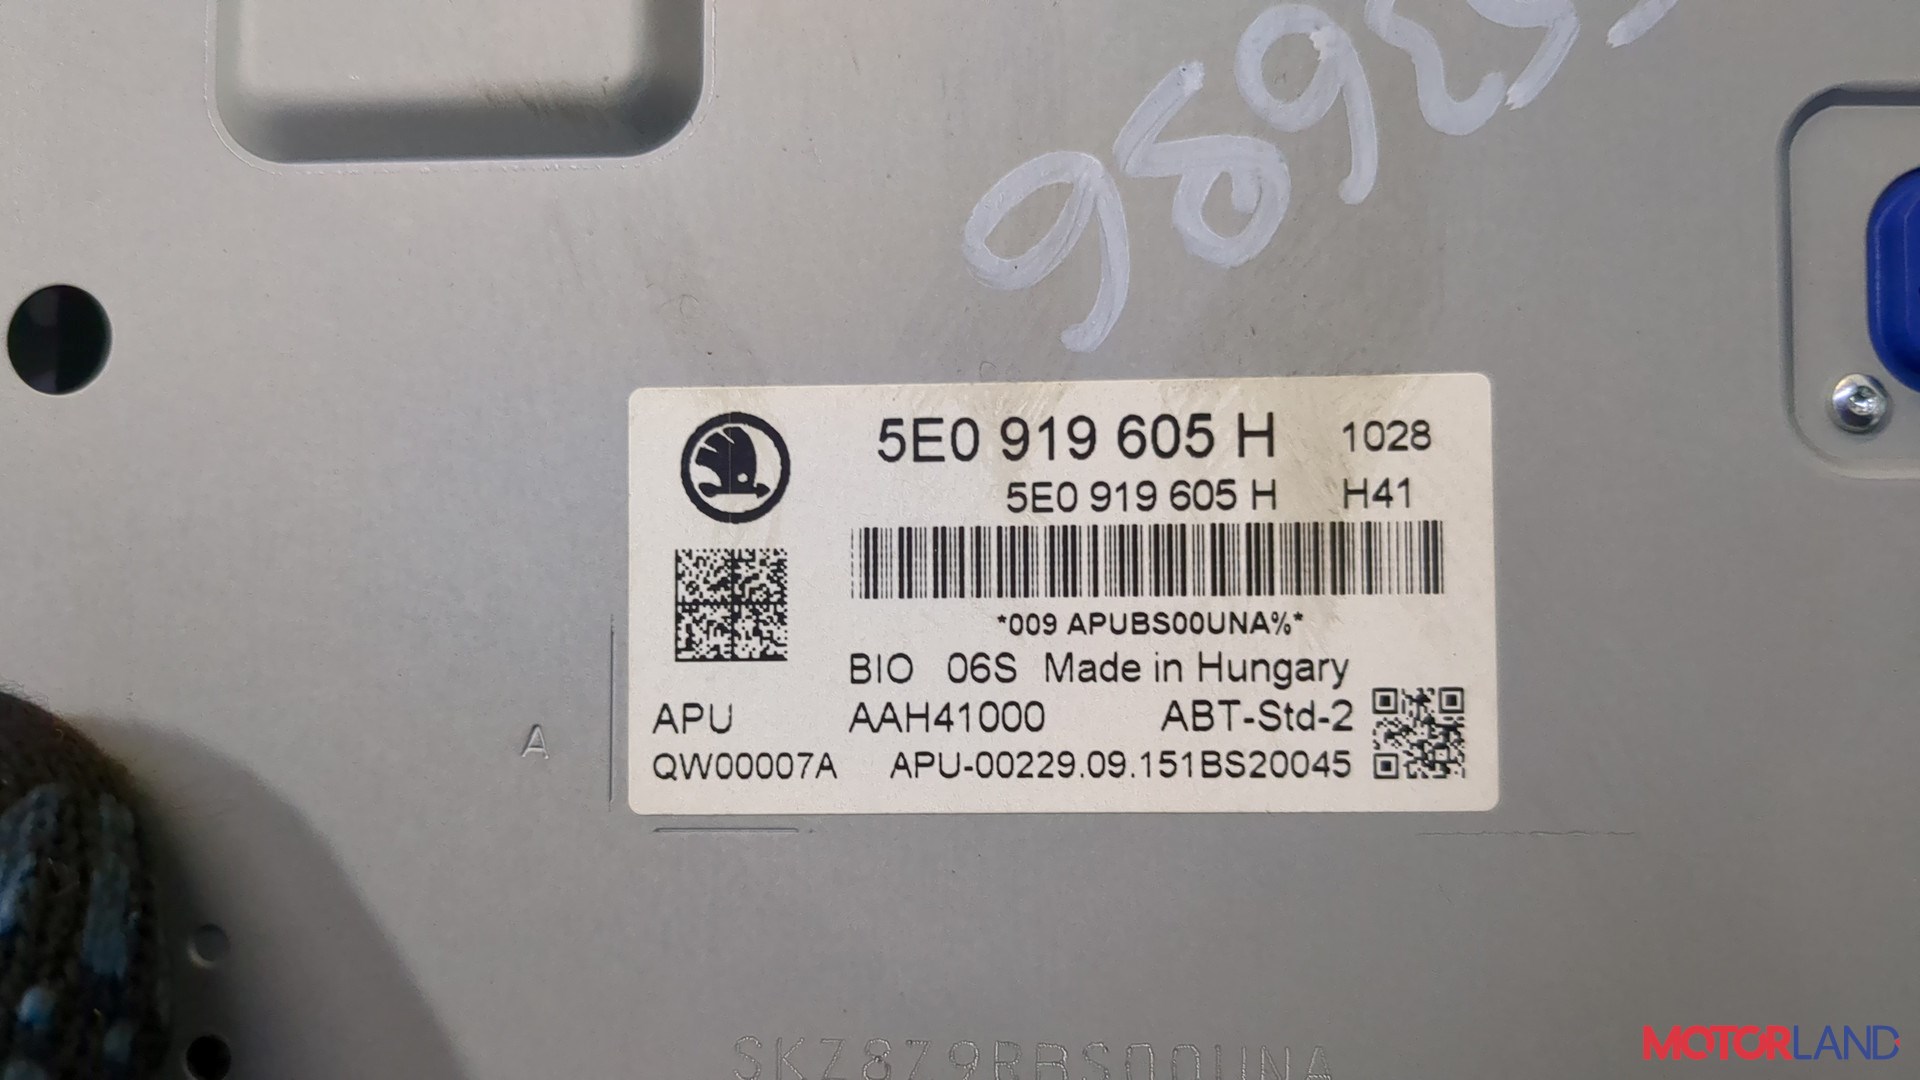 5E0 919 605 H 1028
5E0 919 605 H H41
*009 APUBS00UNA%*
BIO 06S Made in Hungary
APU AAH41000 ABT-Std-2
QW00007A APU-00229.09.151BS20045
A
MOTORLAND